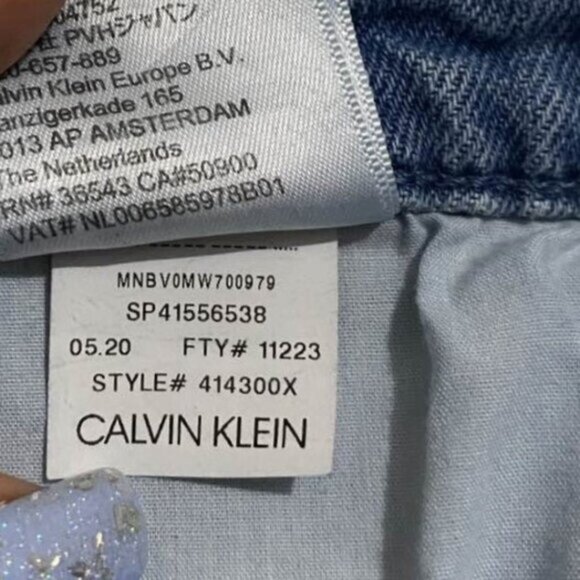 04752
PVHジャパン
0-657-689
alvin Klein Europe B.V.
anzigerkade 165
013 AP AMSTERDAM
The Netherlands
RN# 36543 CA#50900
VAT# NL006585978B01
MNBV0MW700979
SP41556538
05.20 FTY# 11223
STYLE# 414300X
CALVIN KLEIN